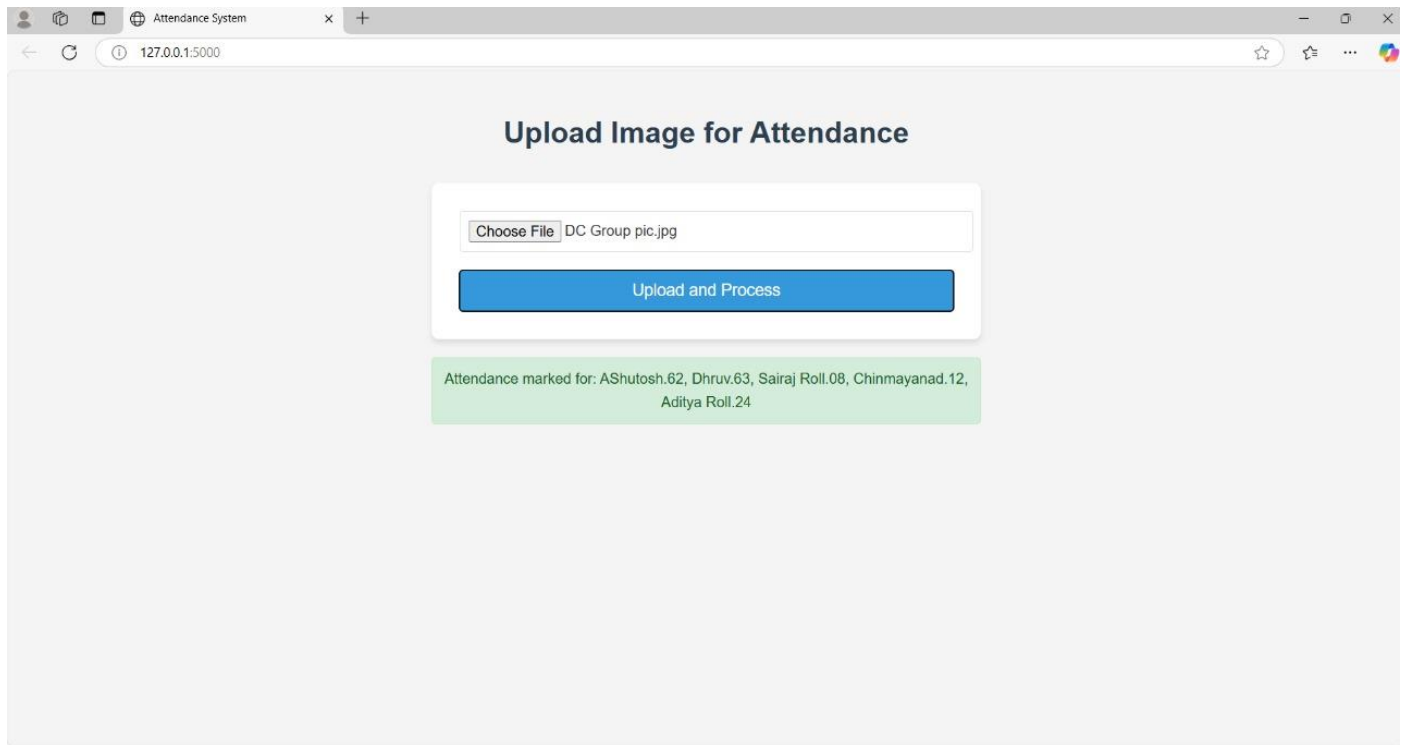 Attendance System
127.0.0.1:5000
Upload Image for Attendance
Choose File DC Group pic.jpg
Upload and Process
Attendance marked for: AShutosh.62, Dhruv.63, Sairaj Roll.08, Chinmayanad.12,
Aditya Roll.24